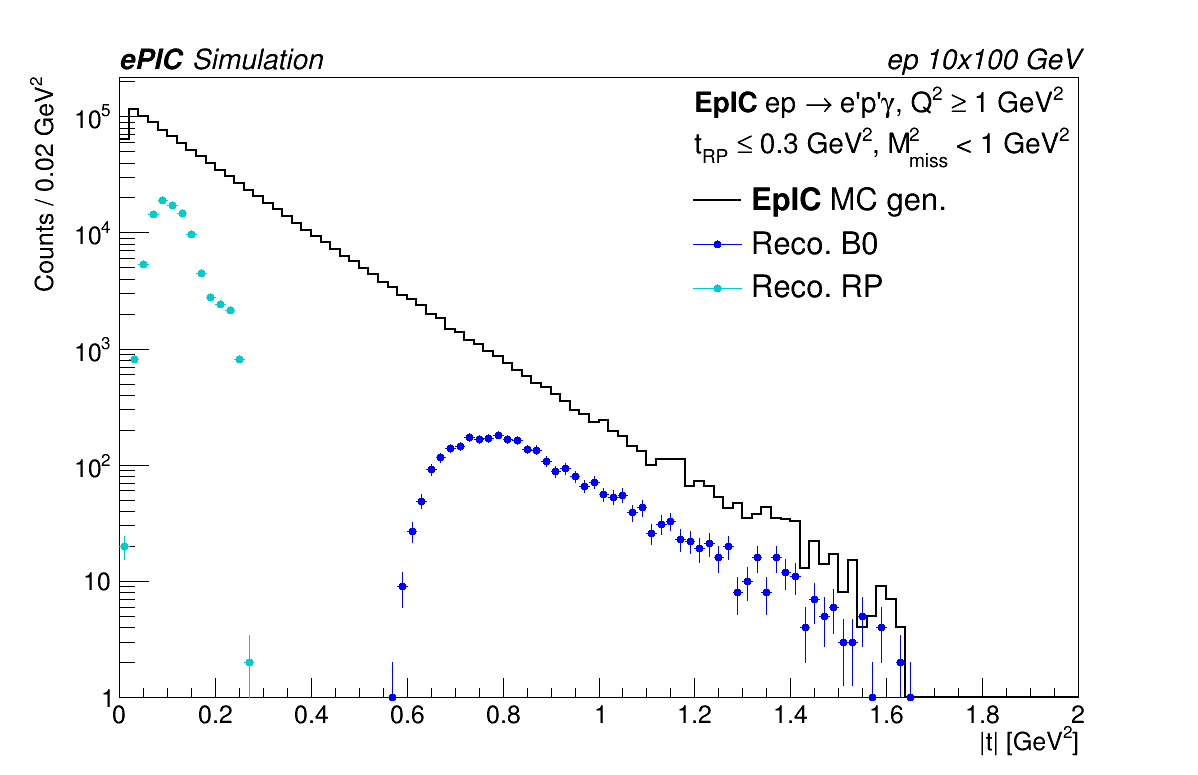 ePIC Simulation
ep 10x100 GeV
Counts / 0.02 GeV²
EpIC ep → e'p'γ, Q² ≥ 1 GeV²
t_RP ≤ 0.3 GeV², M²_miss < 1 GeV²
EpIC MC gen.
Reco. B0
Reco. RP
10⁵
10⁴
10³
10²
10
1
0 0.2 0.4 0.6 0.8 1 1.2 1.4 1.6 1.8 2
|t| [GeV²]